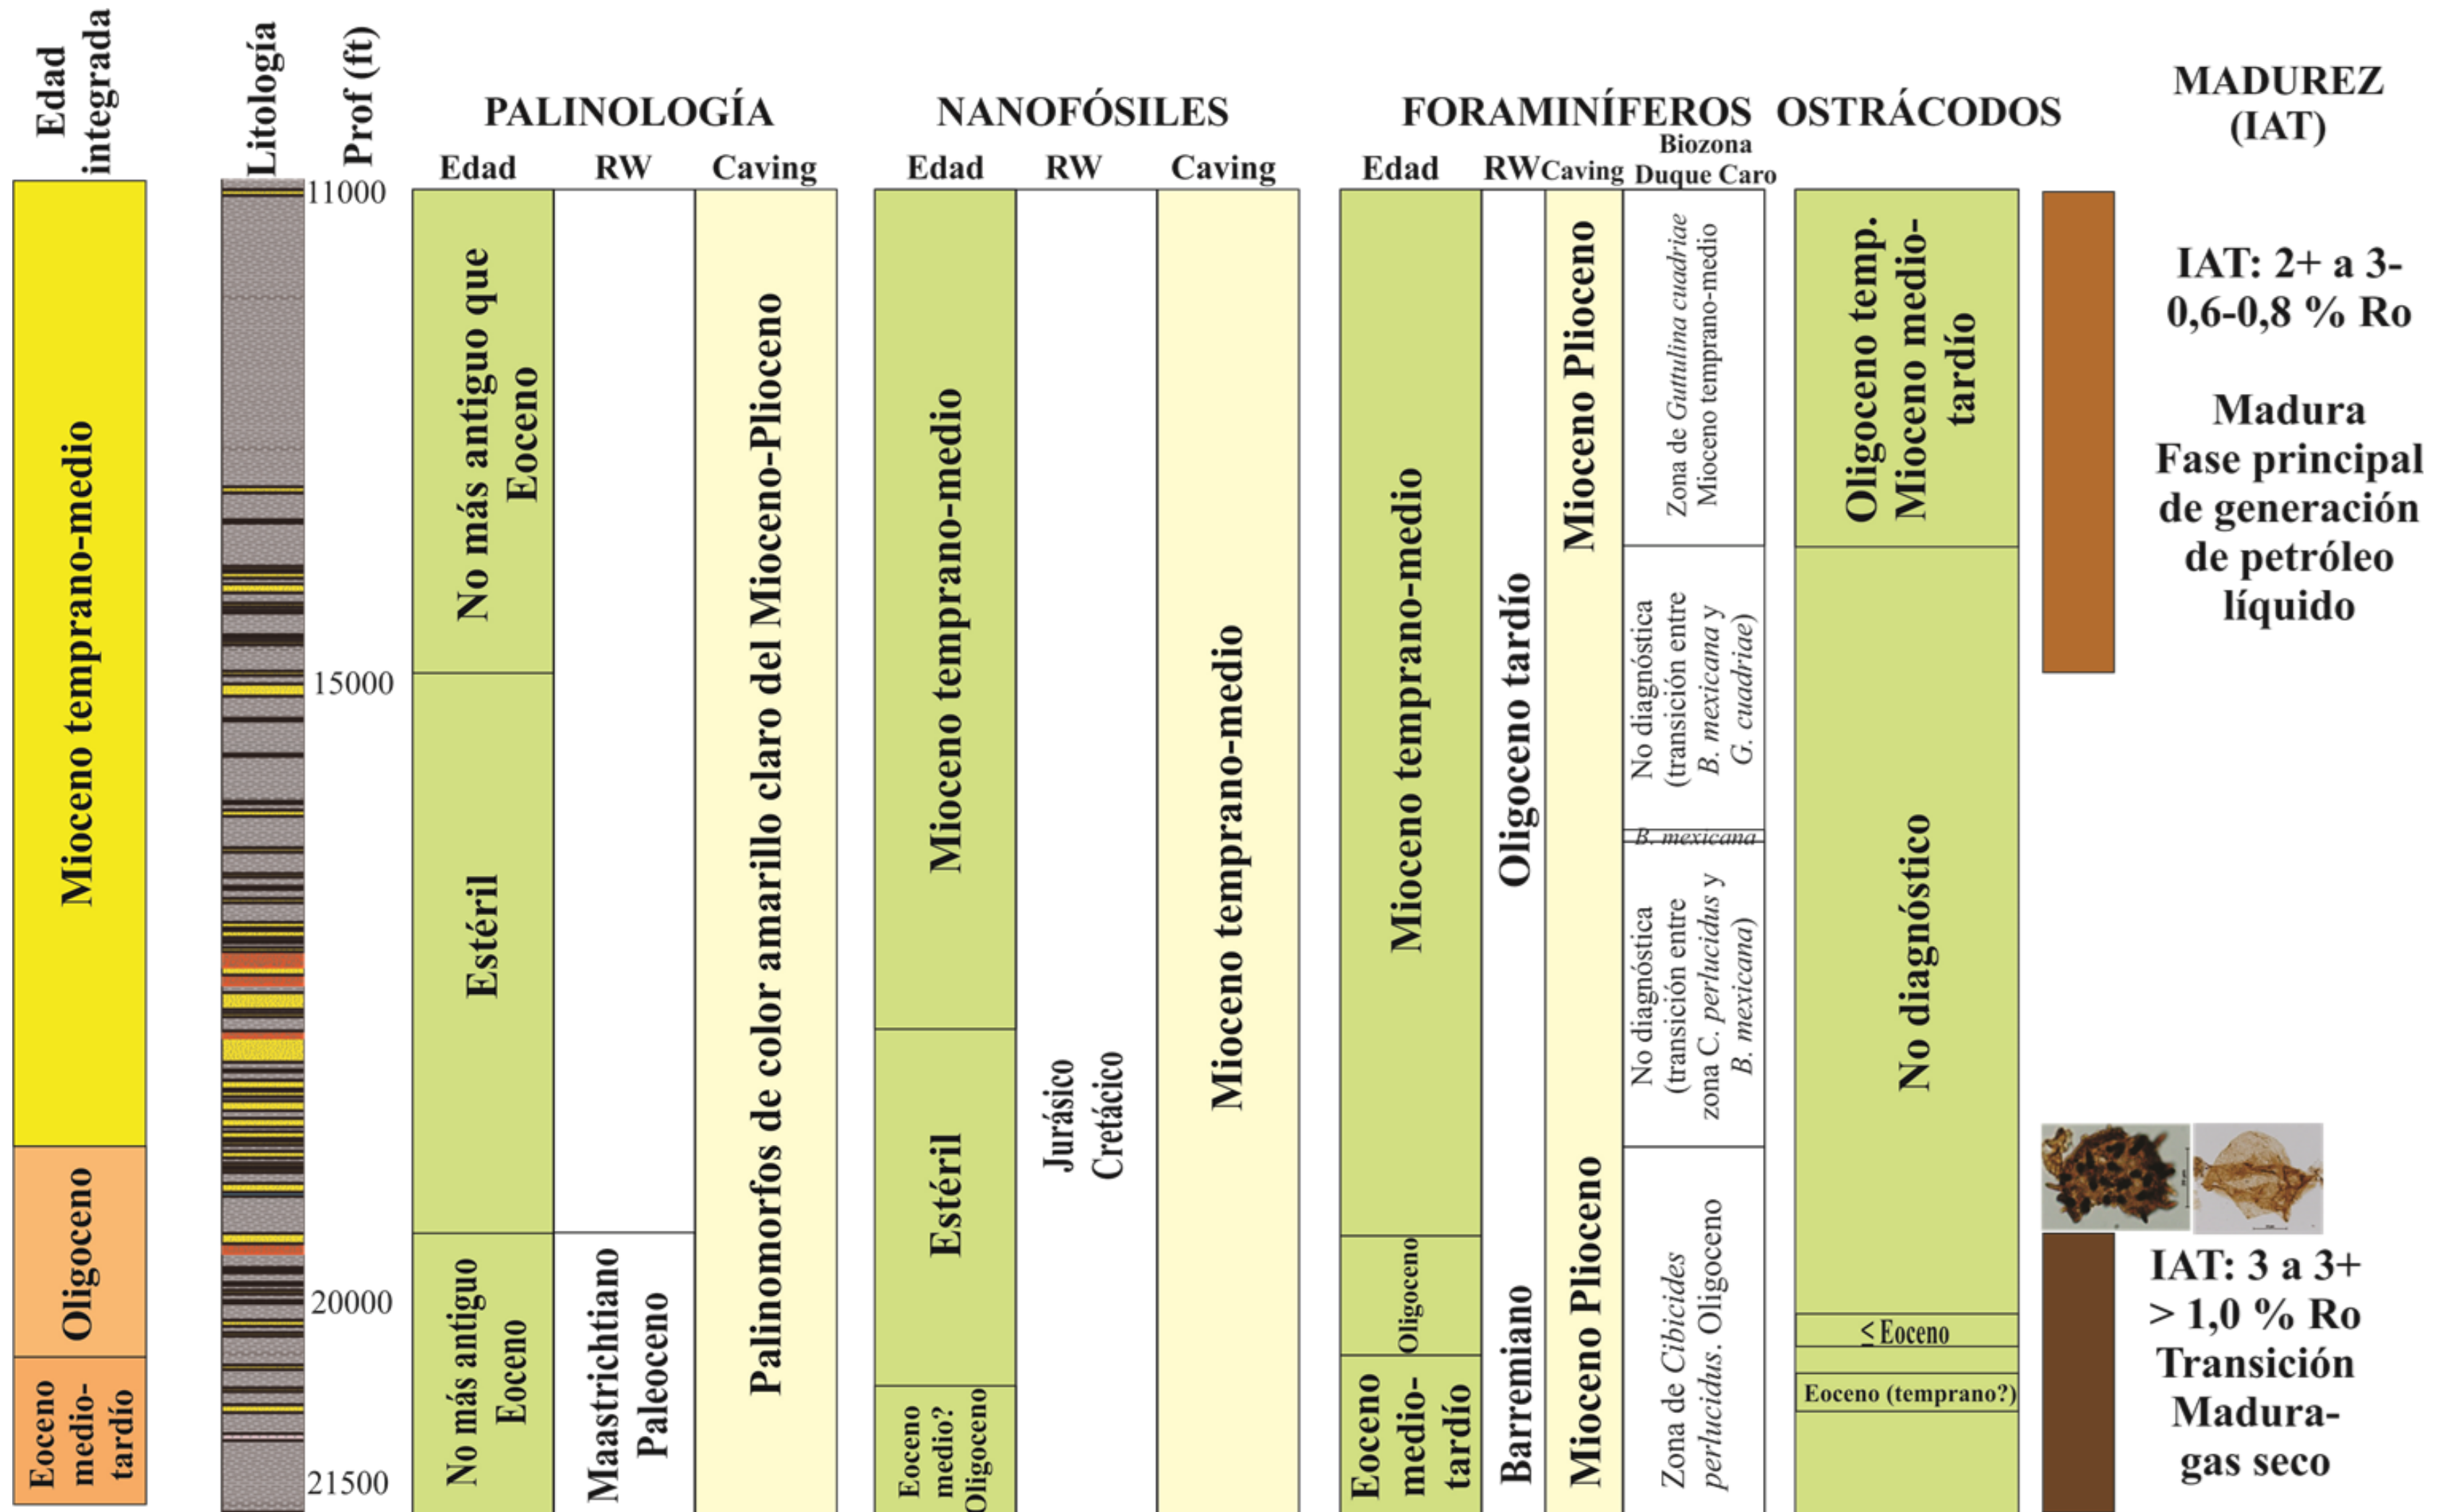 Edad
integrada
Litología
Prof (ft)
PALINOLOGÍA
NANOFÓSILES
FORAMINÍFEROS
OSTRÁCODOS
MADUREZ
(IAT)
Edad
RW
Caving
Edad
RW
Caving
Edad
RW
Caving
Biozona
Duque Caro
Mioceno temprano-medio
Oligoceno
Eoceno
medio-
tardío
11000
15000
20000
21500
No más antiguo que
Eoceno
Estéril
No más antiguo
Eoceno
Maastrichtiano
Paleoceno
Palinomorfos de color amarillo claro del Mioceno-Plioceno
Mioceno temprano-medio
Estéril
Eoceno
medio?
Oligoceno
Jurásico
Cretácico
Mioceno temprano-medio
Mioceno temprano-medio
Oligoceno
Eoceno
medio-
tardío
Oligoceno tardío
Barremiano
Mioceno Plioceno
Mioceno Plioceno
Zona de Guttulina cuadriae
Mioceno temprano-medio
No diagnóstica
(transición entre
B. mexicana y
G. cuadriae)
B. mexicana
No diagnóstica
(transición entre
zona C. perlucidus y
B. mexicana)
Zona de Cibicides
perlucidus. Oligoceno
Oligoceno temp.
Mioceno medio-
tardío
No diagnóstico
≤ Eoceno
Eoceno (temprano?)
IAT: 2+ a 3-
0,6-0,8 % Ro
Madura
Fase principal
de generación
de petróleo
líquido
IAT: 3 a 3+
> 1,0 % Ro
Transición
Madura-
gas seco